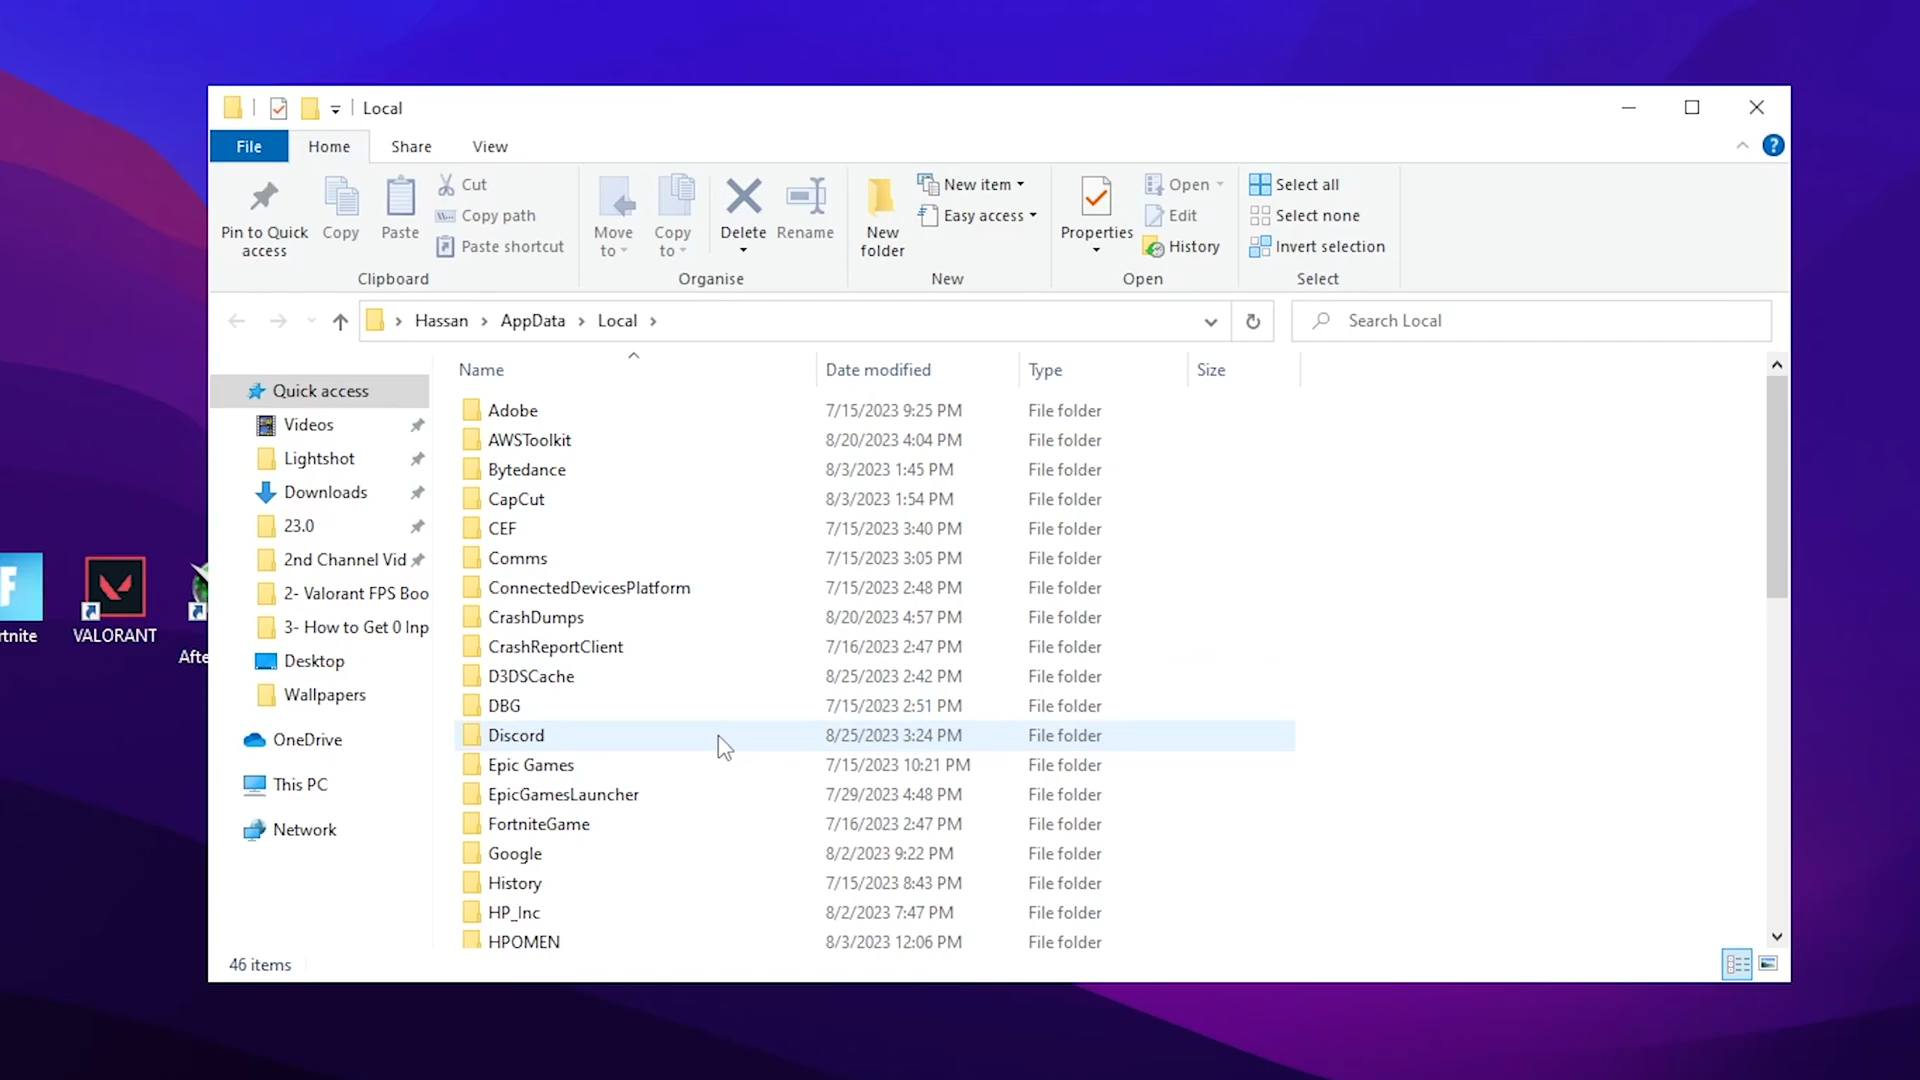 Local
File Home Share View
Pin to Quick access
Copy
Paste
Cut
Copy path
Paste shortcut
Clipboard
Move to
Copy to
Delete
Rename
Organise
New folder
New item
Easy access
New
Properties
Open
Edit
History
Open
Select all
Select none
Invert selection
Select
Hassan > AppData > Local >
Search Local
Name Date modified Type Size
Quick access
Videos
Lightshot
Downloads
23.0
2nd Channel Vid
2- Valorant FPS Boo
3- How to Get 0 Inp
Desktop
Wallpapers
OneDrive
This PC
Network
Adobe 7/15/2023 9:25 PM File folder
AWSToolkit 8/20/2023 4:04 PM File folder
Bytedance 8/3/2023 1:45 PM File folder
CapCut 8/3/2023 1:54 PM File folder
CEF 7/15/2023 3:40 PM File folder
Comms 7/15/2023 3:05 PM File folder
ConnectedDevicesPlatform 7/15/2023 2:48 PM File folder
CrashDumps 8/20/2023 4:57 PM File folder
CrashReportClient 7/16/2023 2:47 PM File folder
D3DSCache 8/25/2023 2:42 PM File folder
DBG 7/15/2023 2:51 PM File folder
Discord 8/25/2023 3:24 PM File folder
Epic Games 7/15/2023 10:21 PM File folder
EpicGamesLauncher 7/29/2023 4:48 PM File folder
FortniteGame 7/16/2023 2:47 PM File folder
Google 8/2/2023 9:22 PM File folder
History 7/15/2023 8:43 PM File folder
HP_Inc 8/2/2023 7:47 PM File folder
HPOMEN 8/3/2023 12:06 PM File folder
46 items
rtnite
VALORANT
Afte